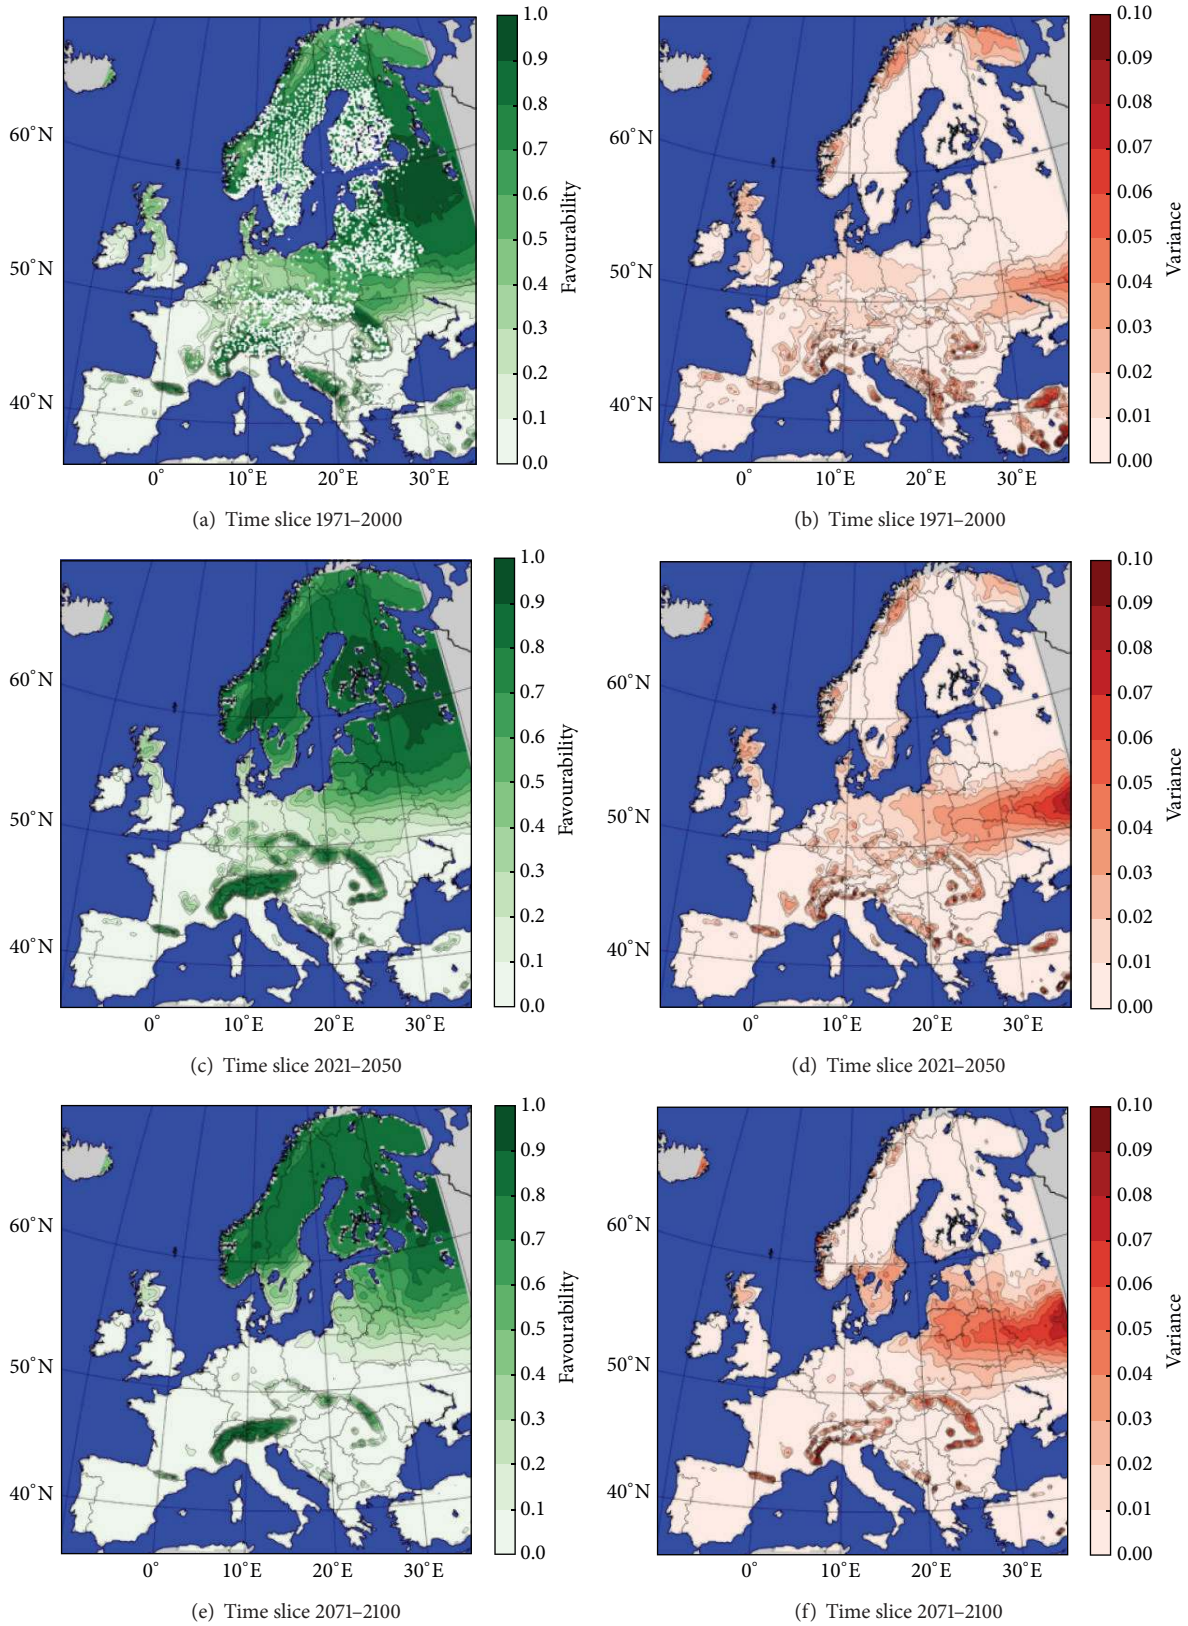 1.0
0.9
0.8
0.7
0.6
0.5
0.4
0.3
0.2
0.1
0.0
Favourability
60°N
50°N
40°N
0°
10°E
20°E
30°E
(a) Time slice 1971–2000
0.10
0.09
0.08
0.07
0.06
0.05
0.04
0.03
0.02
0.01
0.00
Variance
60°N
50°N
40°N
0°
10°E
20°E
30°E
(b) Time slice 1971–2000
1.0
0.9
0.8
0.7
0.6
0.5
0.4
0.3
0.2
0.1
0.0
Favourability
60°N
50°N
40°N
0°
10°E
20°E
30°E
(c) Time slice 2021–2050
0.10
0.09
0.08
0.07
0.06
0.05
0.04
0.03
0.02
0.01
0.00
Variance
60°N
50°N
40°N
0°
10°E
20°E
30°E
(d) Time slice 2021–2050
1.0
0.9
0.8
0.7
0.6
0.5
0.4
0.3
0.2
0.1
0.0
Favourability
60°N
50°N
40°N
0°
10°E
20°E
30°E
(e) Time slice 2071–2100
0.10
0.09
0.08
0.07
0.06
0.05
0.04
0.03
0.02
0.01
0.00
Variance
60°N
50°N
40°N
0°
10°E
20°E
30°E
(f) Time slice 2071–2100